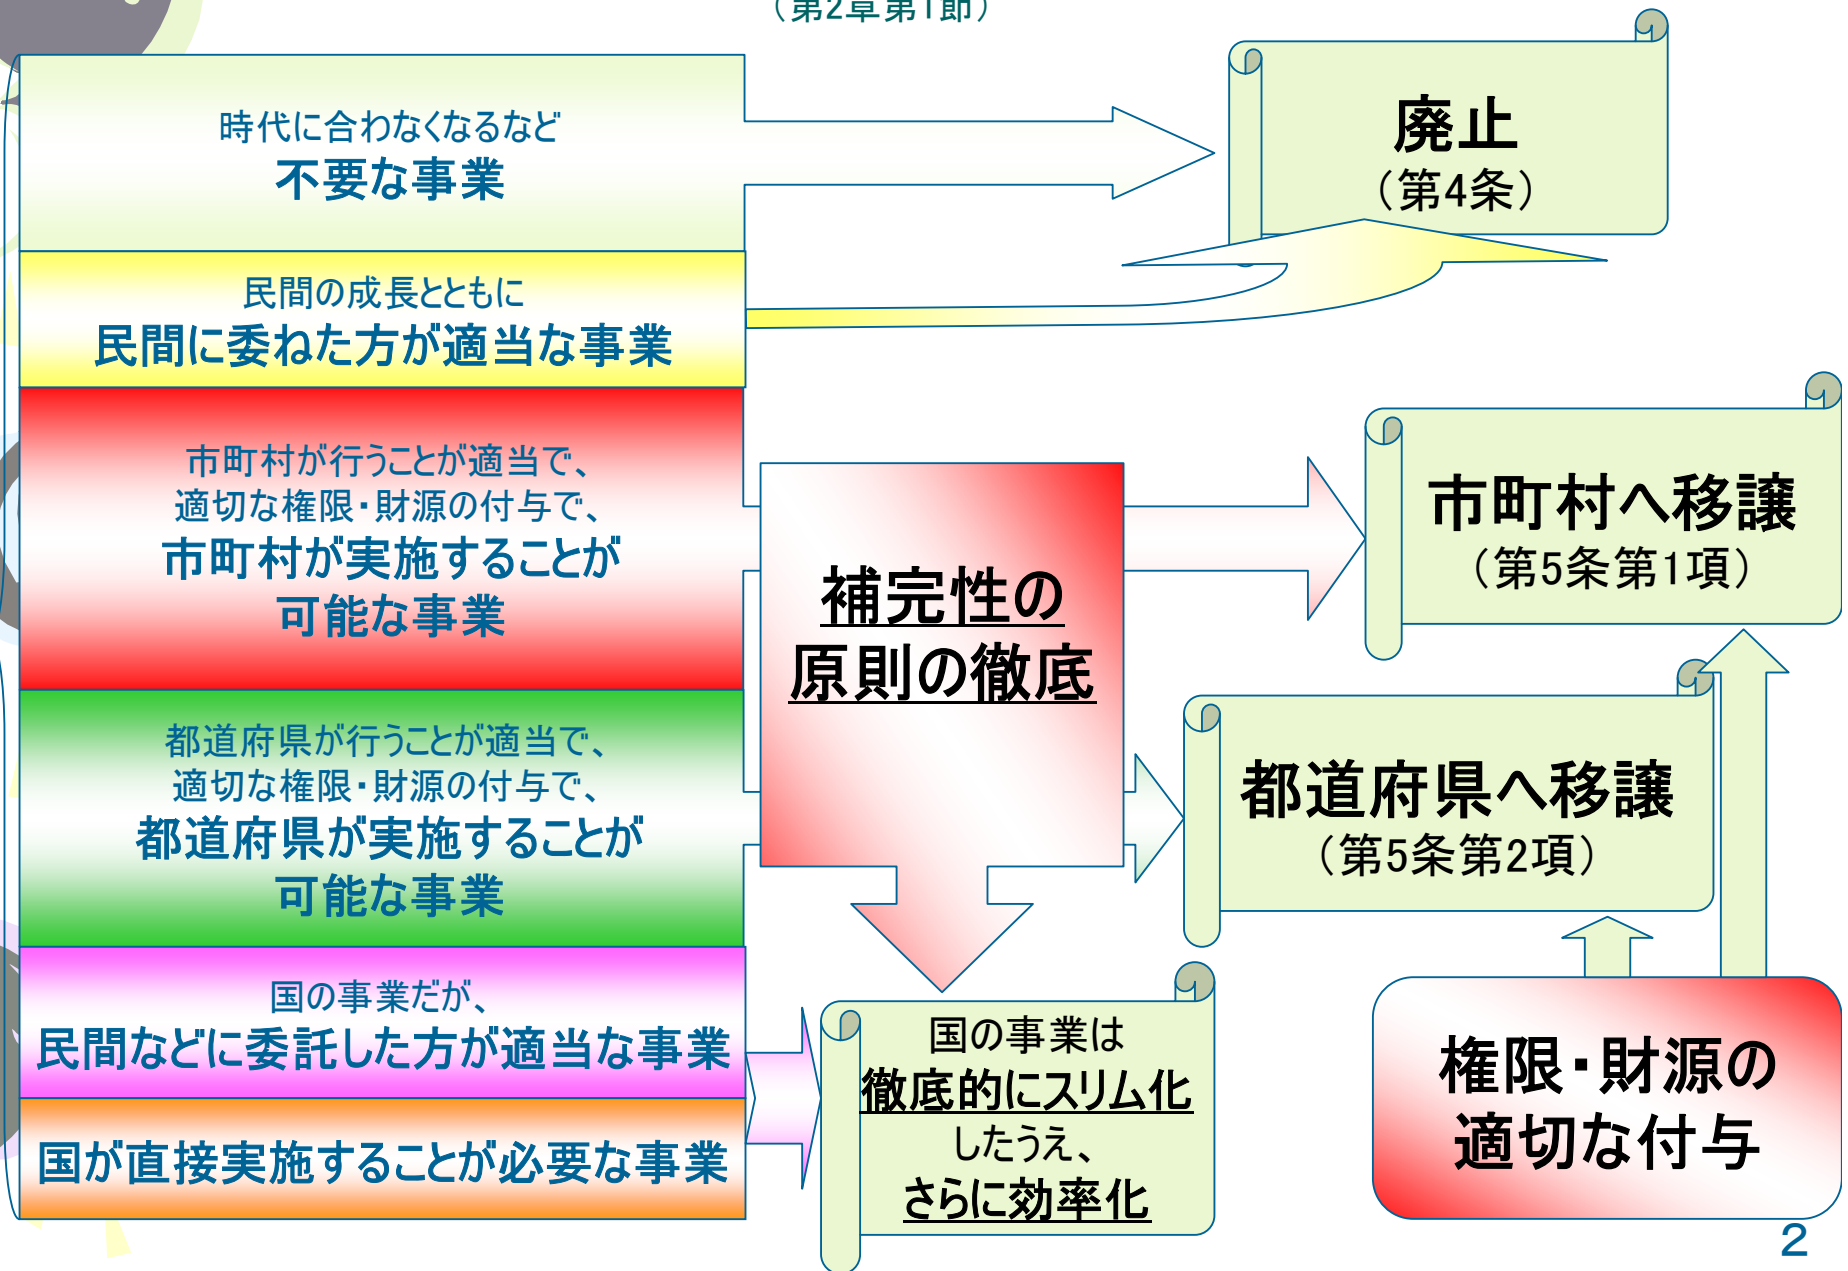 （第2章第1節）
時代に合わなくなるなど
不要な事業
廃止
（第4条）
民間の成長とともに
民間に委ねた方が適当な事業
市町村が行うことが適当で、
適切な権限・財源の付与で、
市町村が実施することが
可能な事業
補完性の
原則の徹底
市町村へ移譲
（第5条第1項）
都道府県が行うことが適当で、
適切な権限・財源の付与で、
都道府県が実施することが
可能な事業
都道府県へ移譲
（第5条第2項）
国の事業だが、
民間などに委託した方が適当な事業
国が直接実施することが必要な事業
国の事業は
徹底的にスリム化
したうえ、
さらに効率化
権限・財源の
適切な付与
2